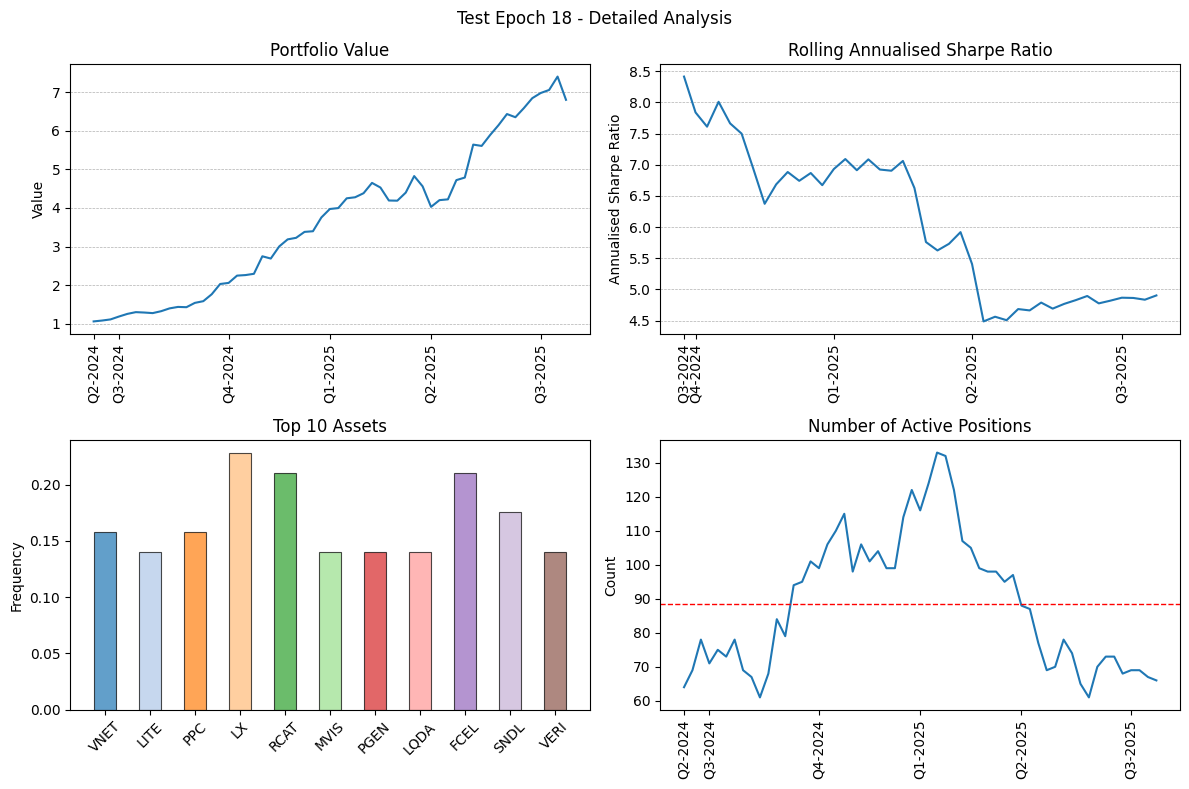 Test Epoch 18 - Detailed Analysis
Portfolio Value
Value
7
6
5
4
3
2
1
Q2-2024
Q3-2024
Q4-2024
Q1-2025
Q2-2025
Q3-2025
Rolling Annualised Sharpe Ratio
Annualised Sharpe Ratio
8.5
8.0
7.5
7.0
6.5
6.0
5.5
5.0
4.5
Q3-2024
Q4-2024
Q1-2025
Q2-2025
Q3-2025
Top 10 Assets
Frequency
0.20
0.15
0.10
0.05
0.00
VNET
LITE
PPC
LX
RCAT
MVIS
PGEN
LQDA
FCEL
SNDL
VERI
Number of Active Positions
Count
130
120
110
100
90
80
70
60
Q2-2024
Q3-2024
Q4-2024
Q1-2025
Q2-2025
Q3-2025